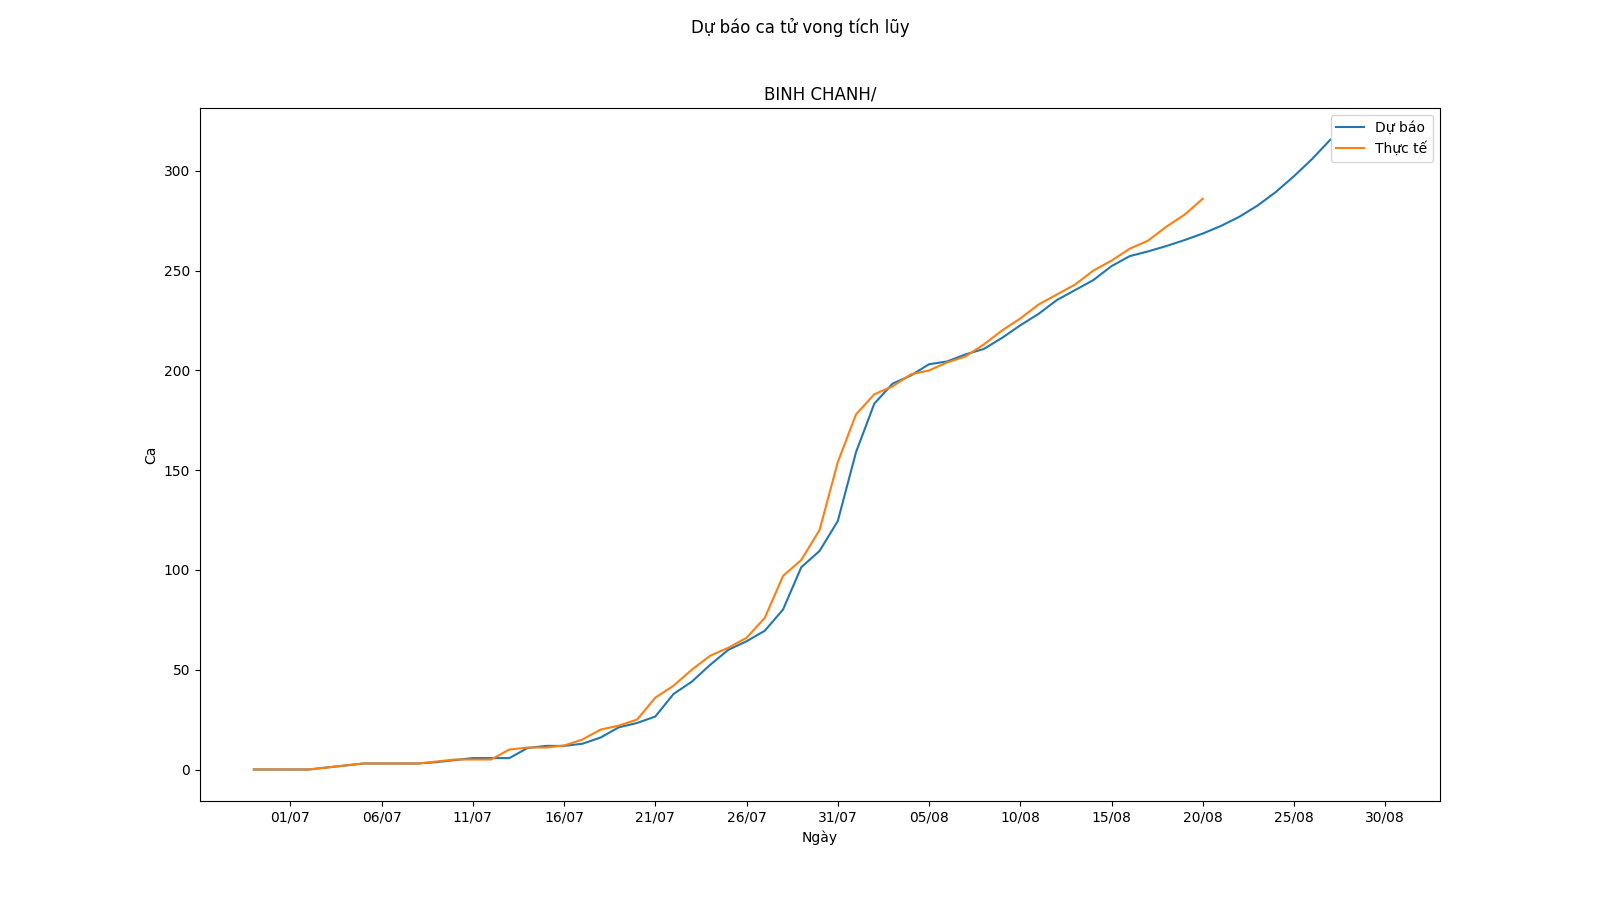 Dự báo ca tử vong tích lũy
BINH CHANH/
Dự báo
Thực tế
300
250
200
150
100
50
0
Ca
01/07 06/07 11/07 16/07 21/07 26/07 31/07 05/08 10/08 15/08 20/08 25/08 30/08
Ngày